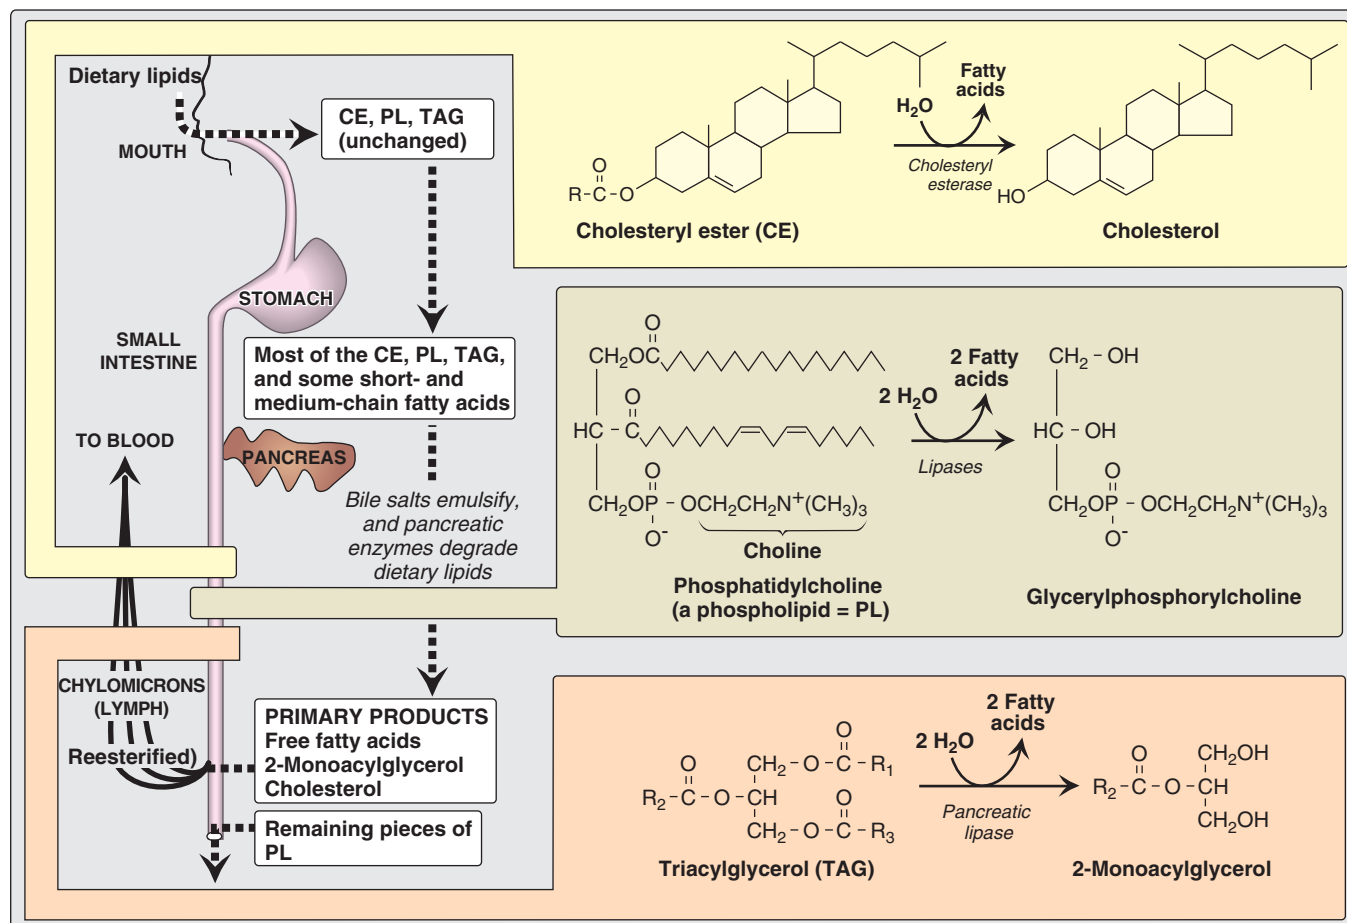 Dietary lipids
MOUTH
CE, PL, TAG
(unchanged)
STOMACH
SMALL
INTESTINE
Most of the CE, PL, TAG,
and some short- and
medium-chain fatty acids
TO BLOOD
PANCREAS
Bile salts emulsify,
and pancreatic
enzymes degrade
dietary lipids
CHYLOMICRONS
(LYMPH)
Reesterified)
PRIMARY PRODUCTS
Free fatty acids
2-Monoacylglycerol
Cholesterol
Remaining pieces of
PL
O
R-C-O
Cholesteryl ester (CE)
H₂O
Fatty
acids
Cholesteryl
esterase
HO
Cholesterol
O
CH₂OC
O
HC - C
O
CH₂OP - OCH₂CH₂N⁺(CH₃)₃
O⁻
Choline
Phosphatidylcholine
(a phospholipid = PL)
2 H₂O
2 Fatty
acids
Lipases
CH₂ - OH
HC - OH
O
CH₂OP - OCH₂CH₂N⁺(CH₃)₃
O⁻
Glycerylphosphorylcholine
O
CH₂ - O - C - R₁
O
R₂ - C - O - CH
O
CH₂ - O - C - R₃
Triacylglycerol (TAG)
2 H₂O
2 Fatty
acids
Pancreatic
lipase
CH₂OH
O
R₂ - C - O - CH
CH₂OH
2-Monoacylglycerol